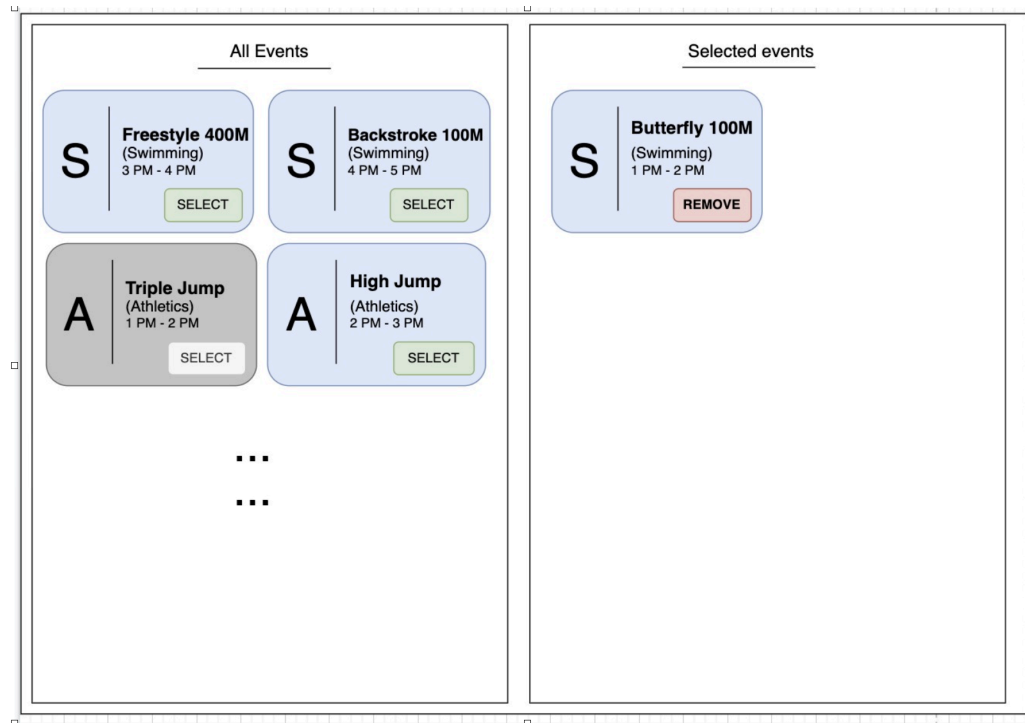 All Events
S
Freestyle 400M
(Swimming)
3 PM - 4 PM
SELECT
S
Backstroke 100M
(Swimming)
4 PM - 5 PM
SELECT
A
Triple Jump
(Athletics)
1 PM - 2 PM
SELECT
A
High Jump
(Athletics)
2 PM - 3 PM
SELECT
...
...
Selected events
S
Butterfly 100M
(Swimming)
1 PM - 2 PM
REMOVE